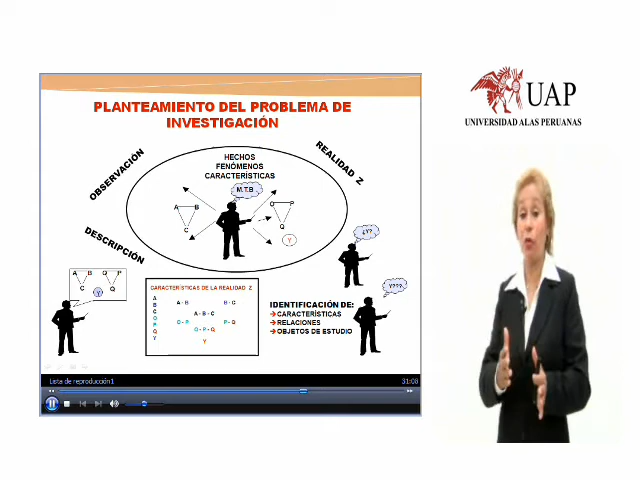 PLANTEAMIENTO DEL PROBLEMA DE
INVESTIGACIÓN
OBSERVACIÓN
HECHOS
FENÓMENOS
CARACTERÍSTICAS
REALIDAD Z
M.T.B
A B
C
O P
Q
Y
¿Y?
DESCRIPCIÓN
A B O P
C Q
Y
Y???
CARACTERÍSTICAS DE LA REALIDAD Z
A
B
C
O
P
Q
Y
A - B B - C
A - B - C
O - P P - Q
O - P - Q
Y
IDENTIFICACIÓN DE:
CARACTERÍSTICAS
RELACIONES
OBJETOS DE ESTUDIO
Lista de reproducción1 31:08
UAP
UNIVERSIDAD ALAS PERUANAS